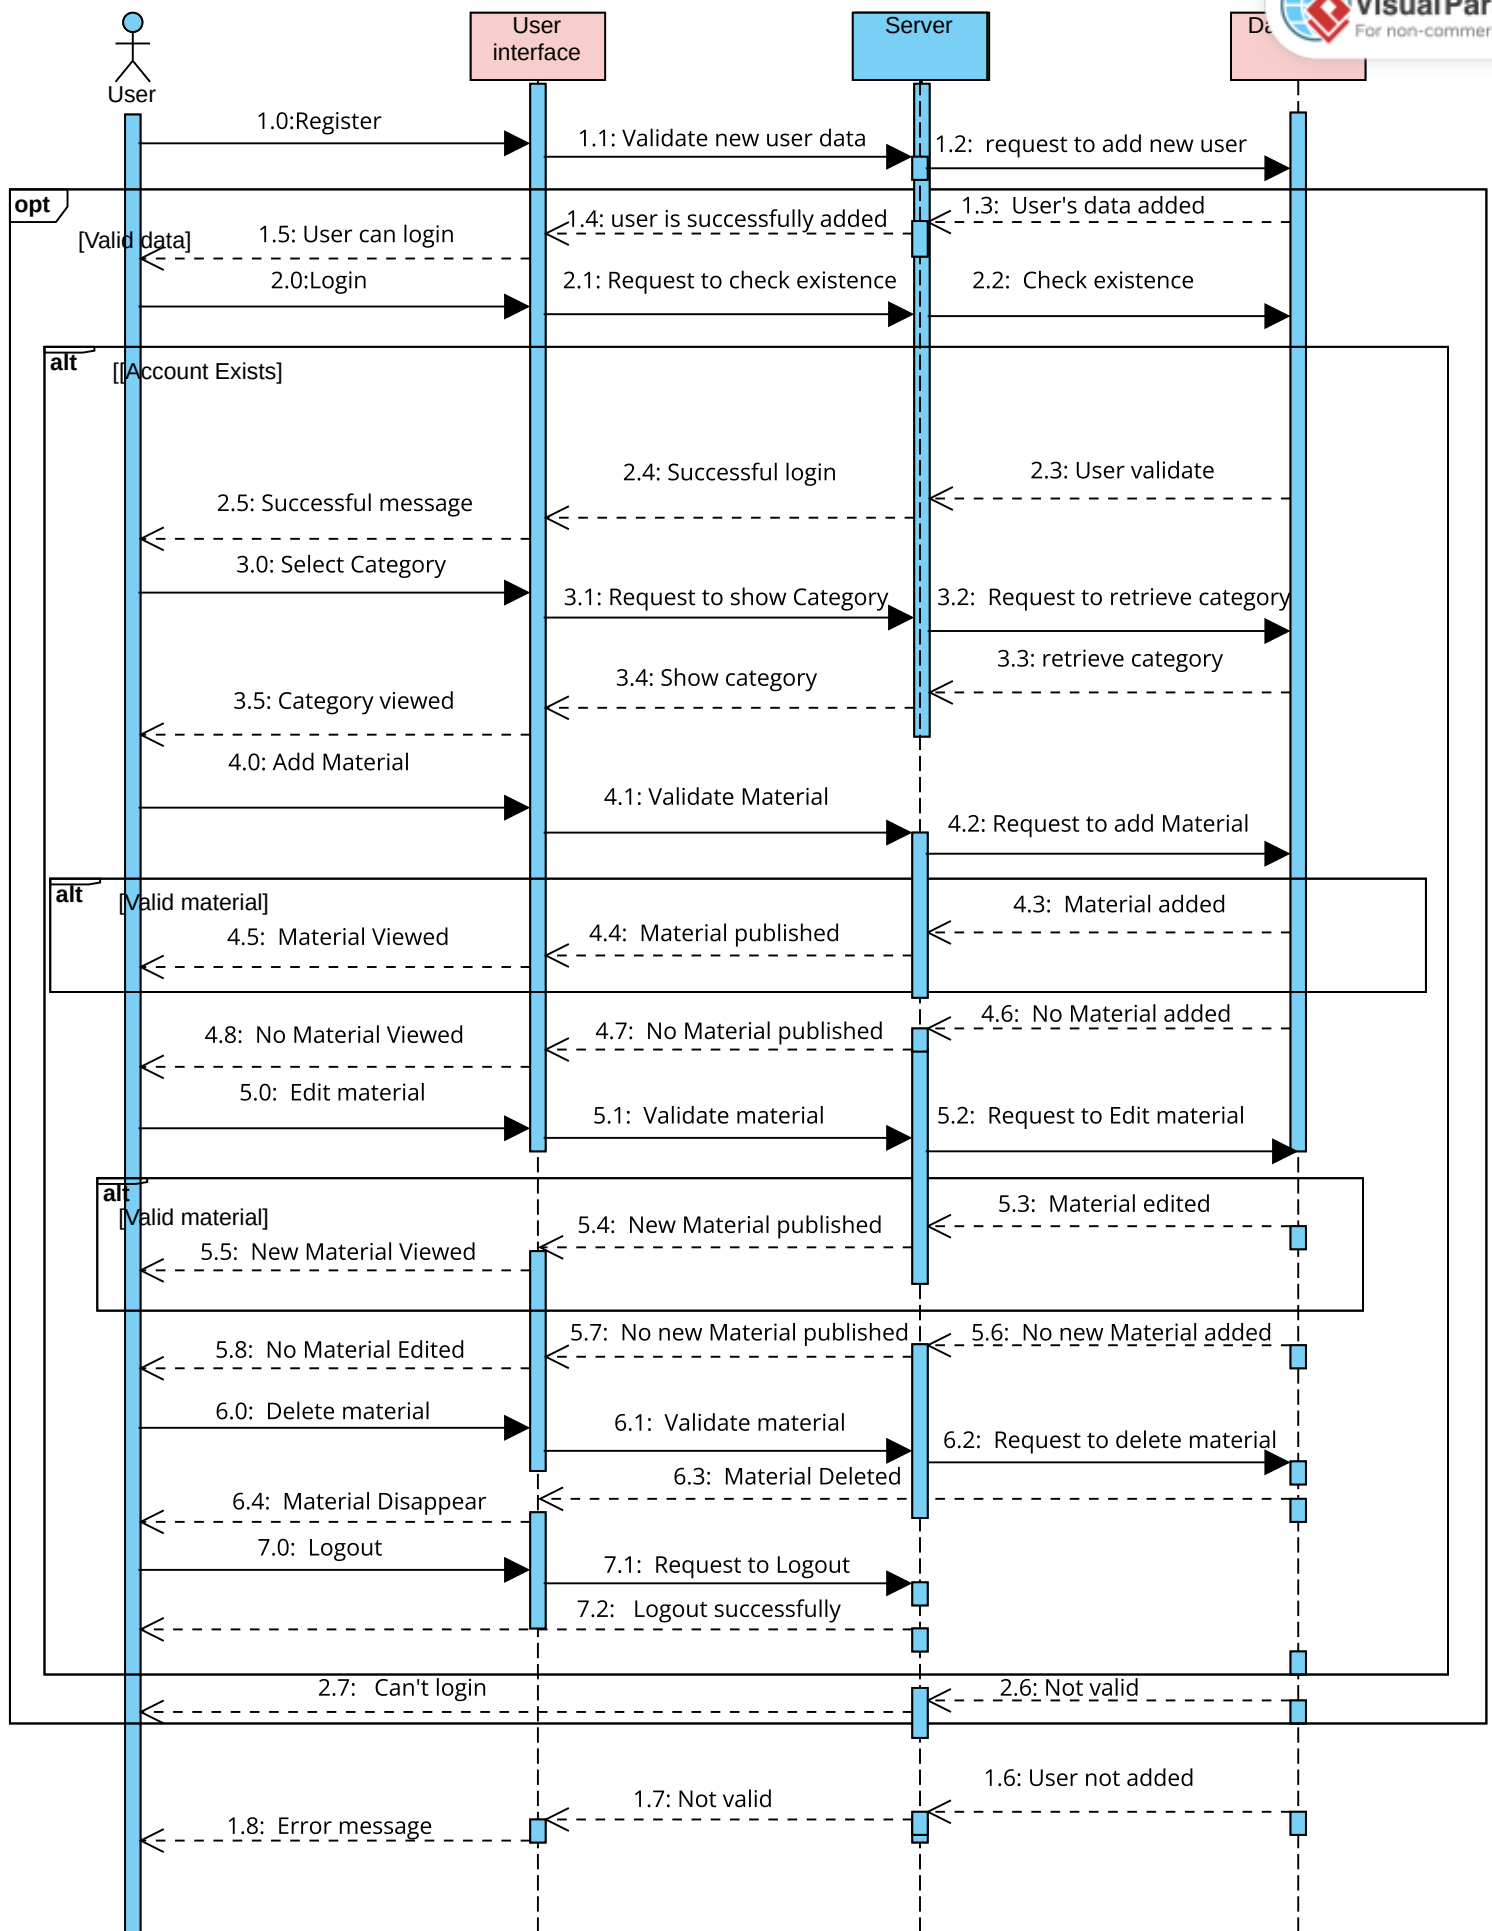 VisualPar
For non-commer
User
interface
Server
Da
User
1.0:Register
1.1: Validate new user data
1.2:  request to add new user
opt
[Valid data]
1.3:  User's data added
1.4: user is successfully added
1.5: User can login
2.0:Login
2.1: Request to check existence
2.2:  Check existence
alt
[[Account Exists]
2.3: User validate
2.4: Successful login
2.5: Successful message
3.0: Select Category
3.1: Request to show Category
3.2:  Request to retrieve category
3.3: retrieve category
3.4: Show category
3.5: Category viewed
4.0: Add Material
4.1: Validate Material
4.2: Request to add Material
alt
[Valid material]
4.3:  Material added
4.4:  Material published
4.5:  Material Viewed
4.6:  No Material added
4.7:  No Material published
4.8:  No Material Viewed
5.0:  Edit material
5.1:  Validate material
5.2:  Request to Edit material
alt
[Valid material]
5.3:  Material edited
5.4:  New Material published
5.5:  New Material Viewed
5.6:  No new Material added
5.7:  No new Material published
5.8:  No Material Edited
6.0:  Delete material
6.1:  Validate material
6.2:  Request to delete material
6.3:  Material Deleted
6.4:  Material Disappear
7.0:  Logout
7.1:  Request to Logout
7.2:   Logout successfully
2.7:   Can't login
2.6: Not valid
1.6: User not added
1.7: Not valid
1.8:  Error message